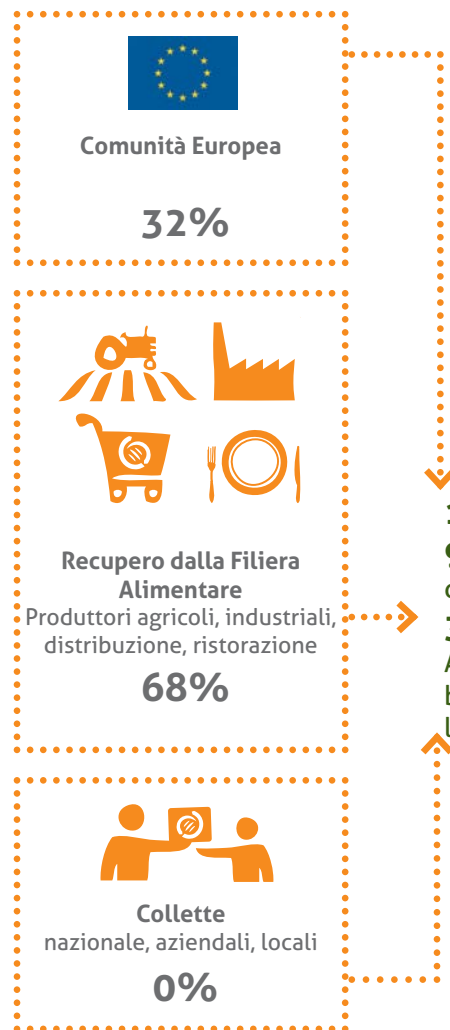 Comunità Europea
32%
Recupero dalla Filiera
Alimentare
Produttori agricoli, industriali,
distribuzione, ristorazione
68%
Collette
nazionale, aziendali, locali
0%